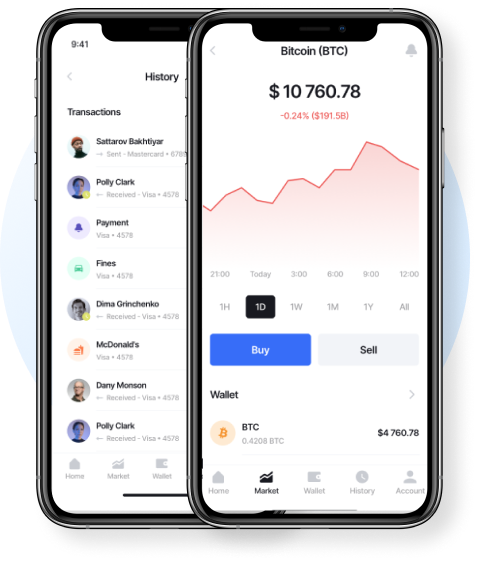 9:41
History
Transactions
Sattarov Bakhtiyar
→ Sent · Mastercard • 678
Polly Clark
← Received · Visa • 4578
Payment
Visa • 4578
Fines
Visa • 4578
Dima Grinchenko
← Received · Visa • 4578
McDonald's
Visa • 4578
Dany Monson
← Received · Visa • 4578
Polly Clark
← Received · Visa • 4578
Home
Market
Wallet
Bitcoin (BTC)
$ 10 760.78
-0.24% ($191.5B)
21:00 Today 3:00 6:00 9:00 12:00
1H 1D 1W 1M 1Y All
Buy Sell
Wallet
BTC
0.4208 BTC
$4 760.78
Home Market Wallet History Account